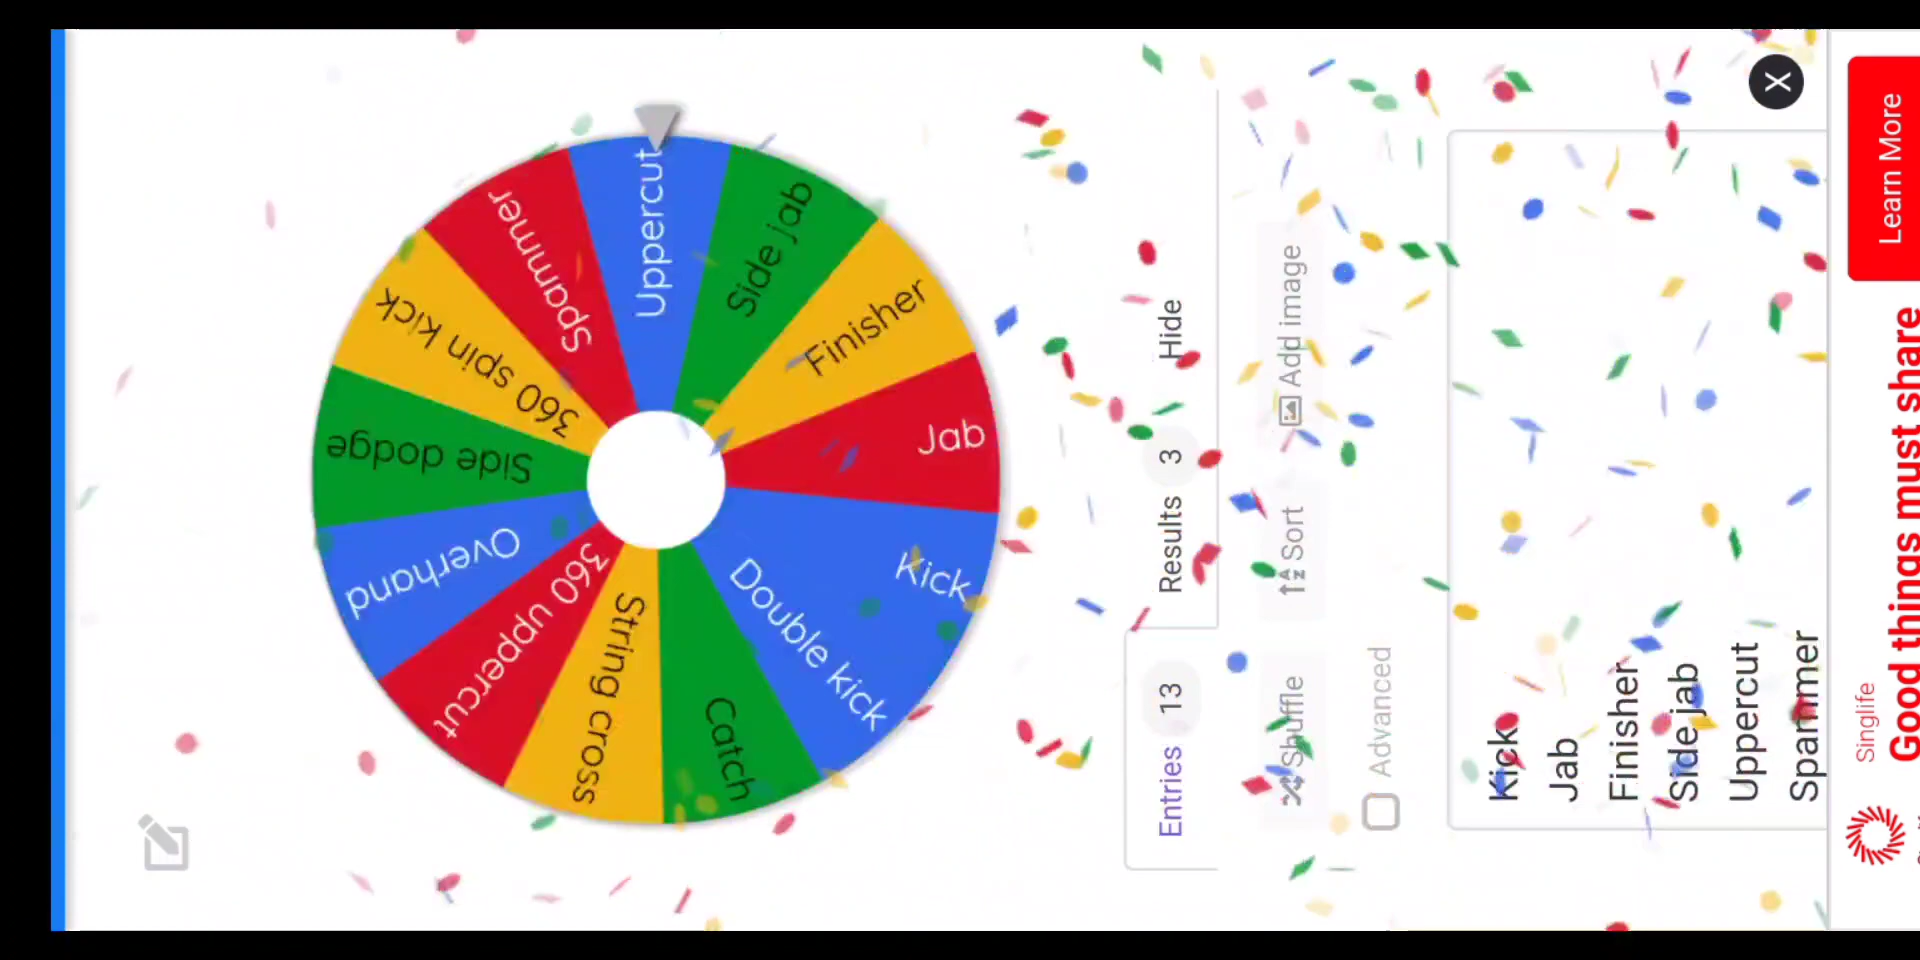 Uppercut
Side jab
Finisher
Jab
Kick
Double kick
Catch
String cross
360 uppercut
Overhand
Side dodge
360 spin kick
Spammer
Entries 13
Results 3
Hide
Shuffle
Sort
Add image
Advanced
Kick
Jab
Finisher
Side jab
Uppercut
Spammer
X
Singlife
Good things must share
Learn More